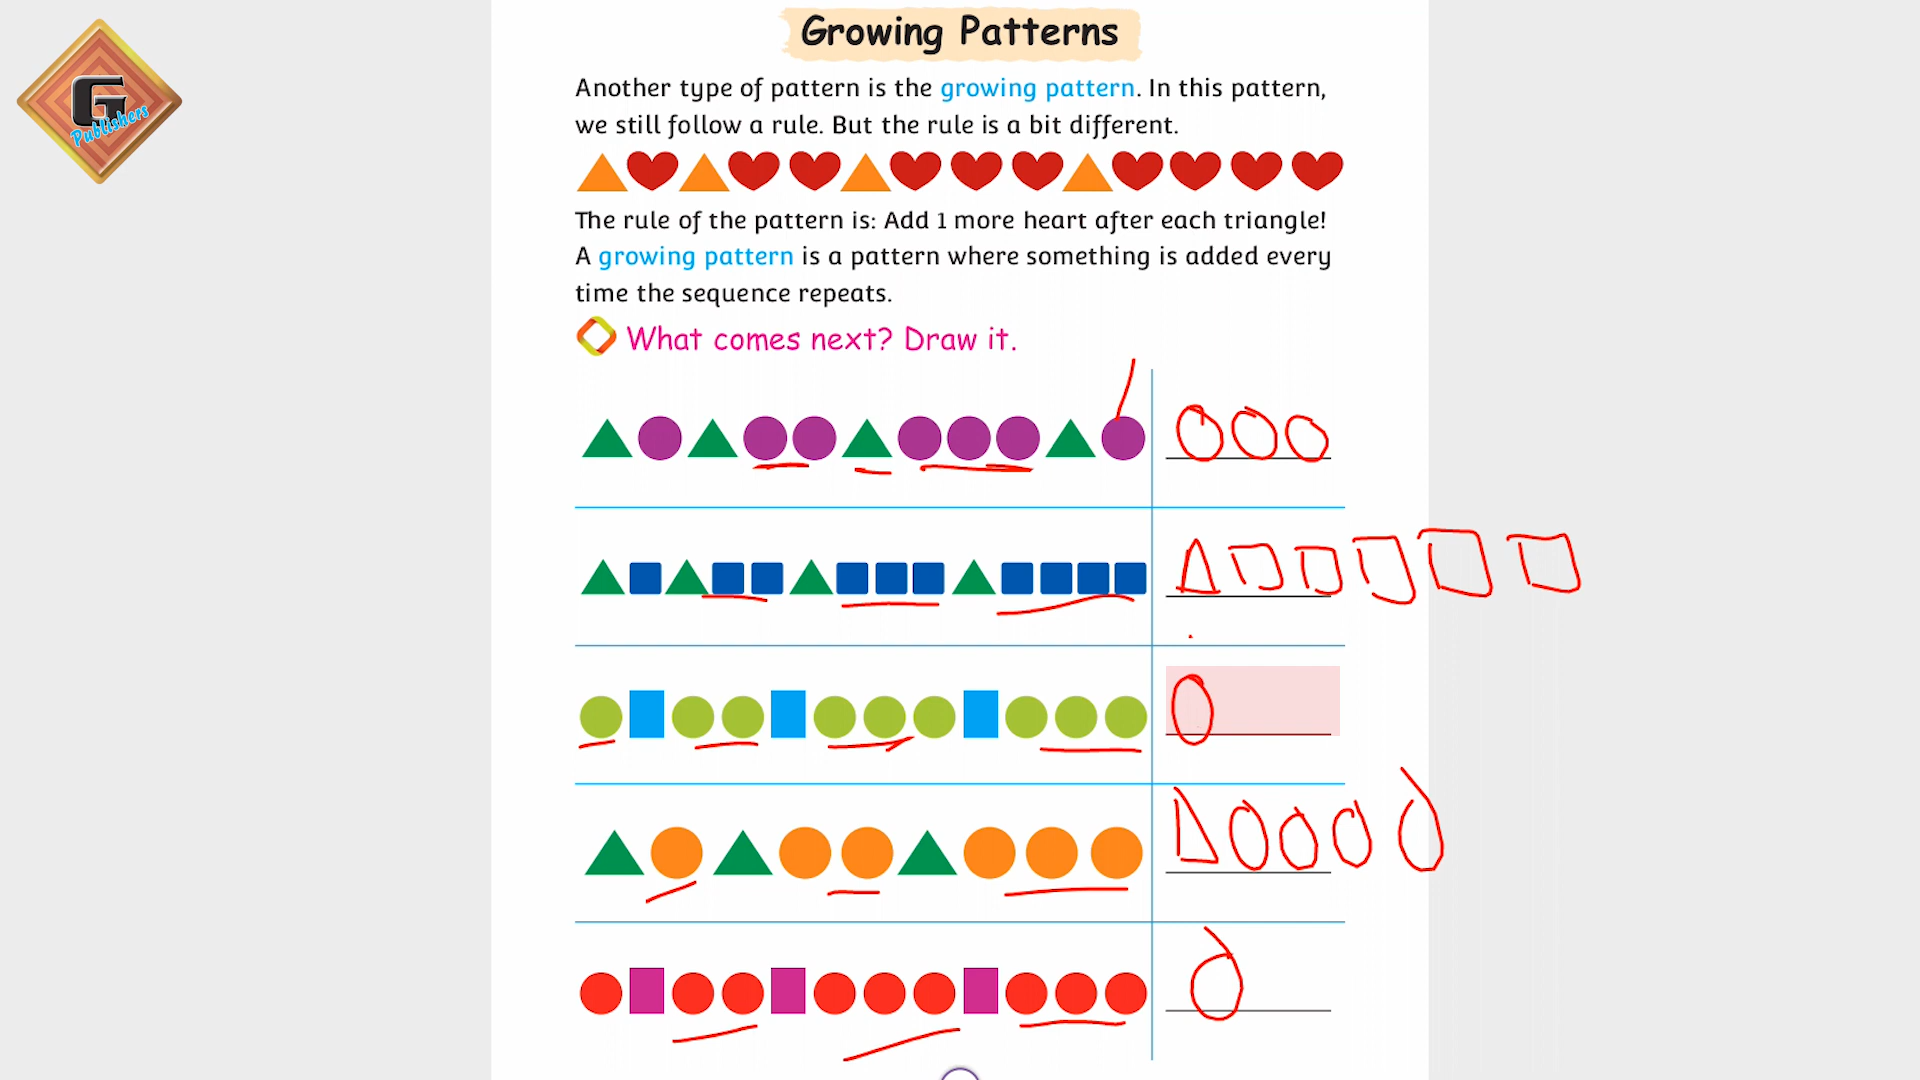 G
Publishers
Growing Patterns
Another type of pattern is the growing pattern. In this pattern,
we still follow a rule. But the rule is a bit different.
The rule of the pattern is: Add 1 more heart after each triangle!
A growing pattern is a pattern where something is added every
time the sequence repeats.
What comes next? Draw it.